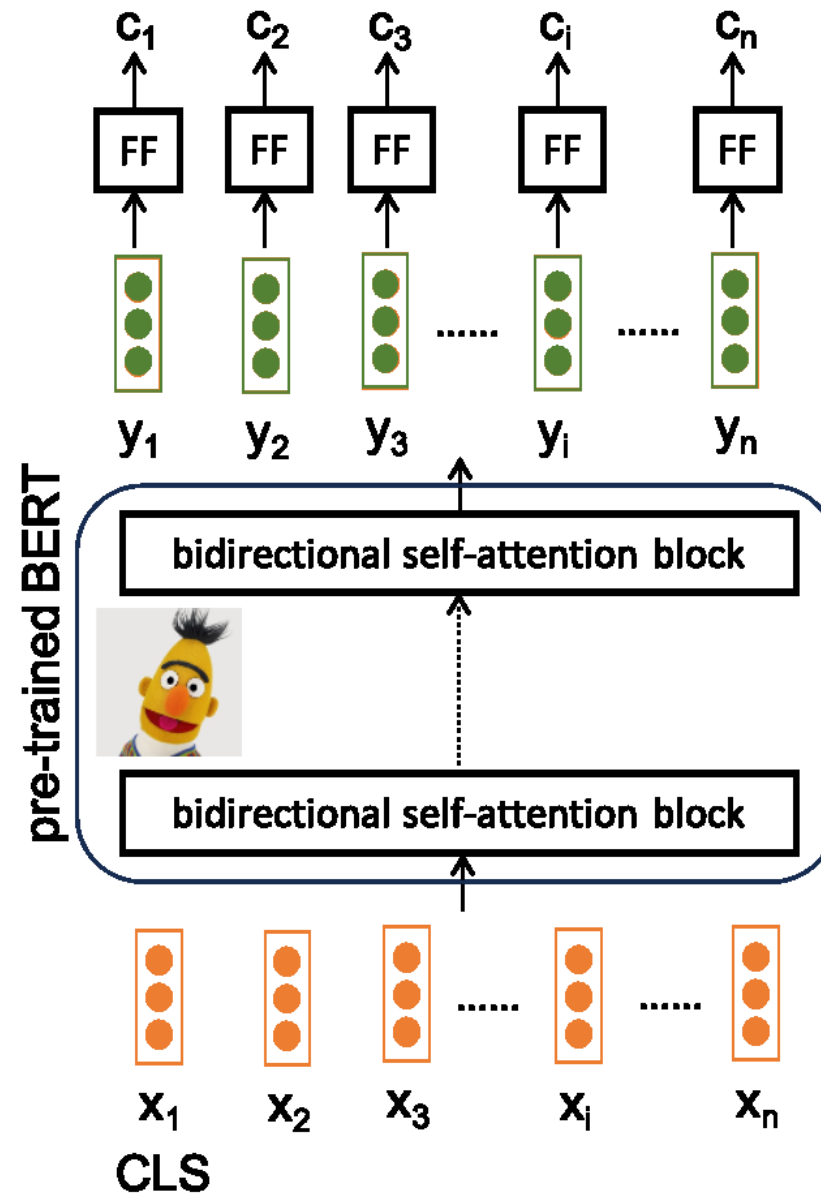 c₁ c₂ c₃ cᵢ cₙ
FF FF FF FF FF
...... ......
y₁ y₂ y₃ yᵢ yₙ
pre-trained BERT
bidirectional self-attention block
bidirectional self-attention block
...... ......
x₁ x₂ x₃ xᵢ xₙ
CLS